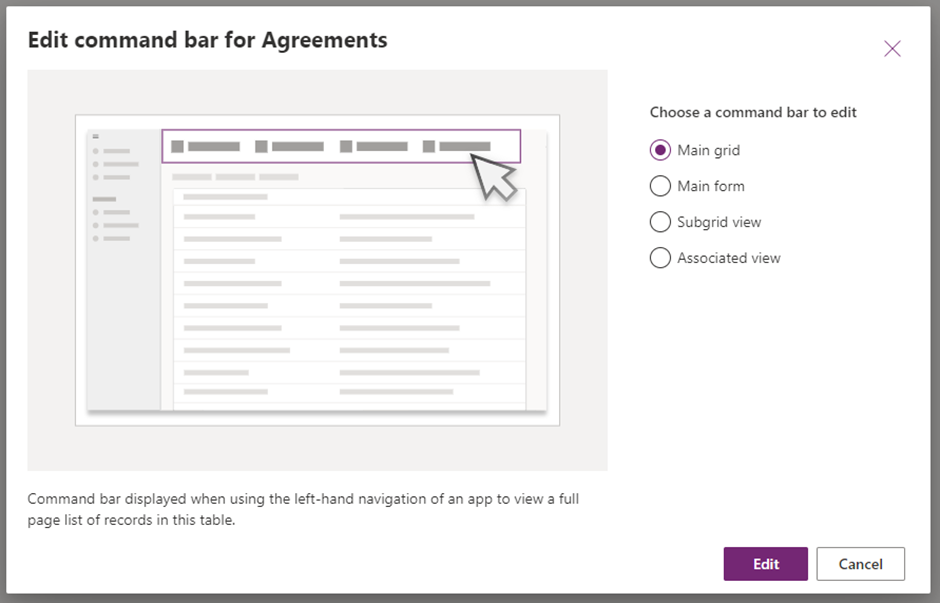 Edit command bar for Agreements
Choose a command bar to edit
Main grid
Main form
Subgrid view
Associated view
Command bar displayed when using the left-hand navigation of an app to view a full
page list of records in this table.
Edit
Cancel